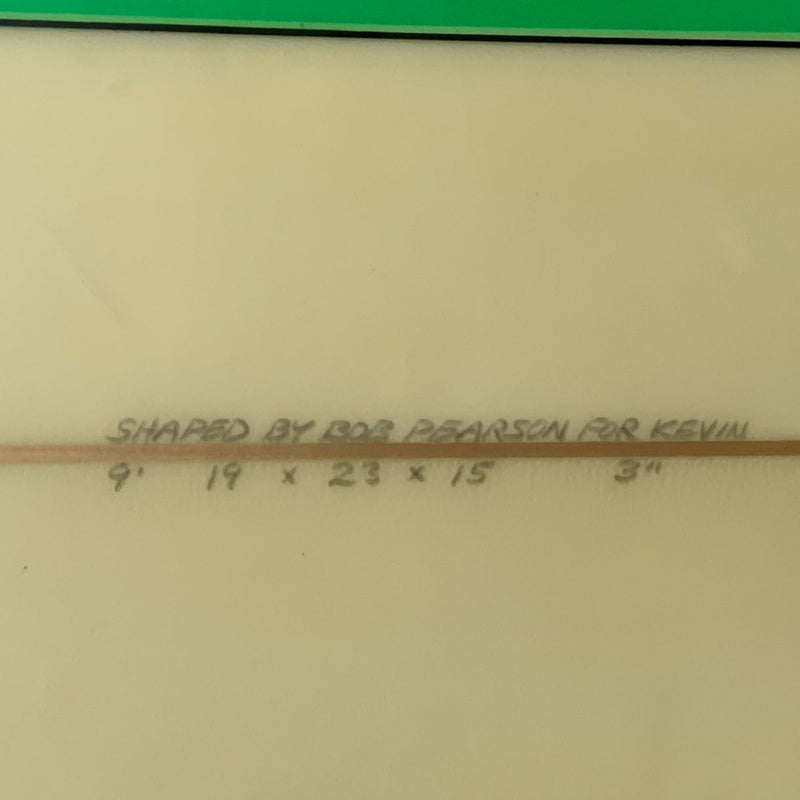 SHAPED BY BOB PEARSON FOR KEVIN
9' 19 x 23 x 15 3"